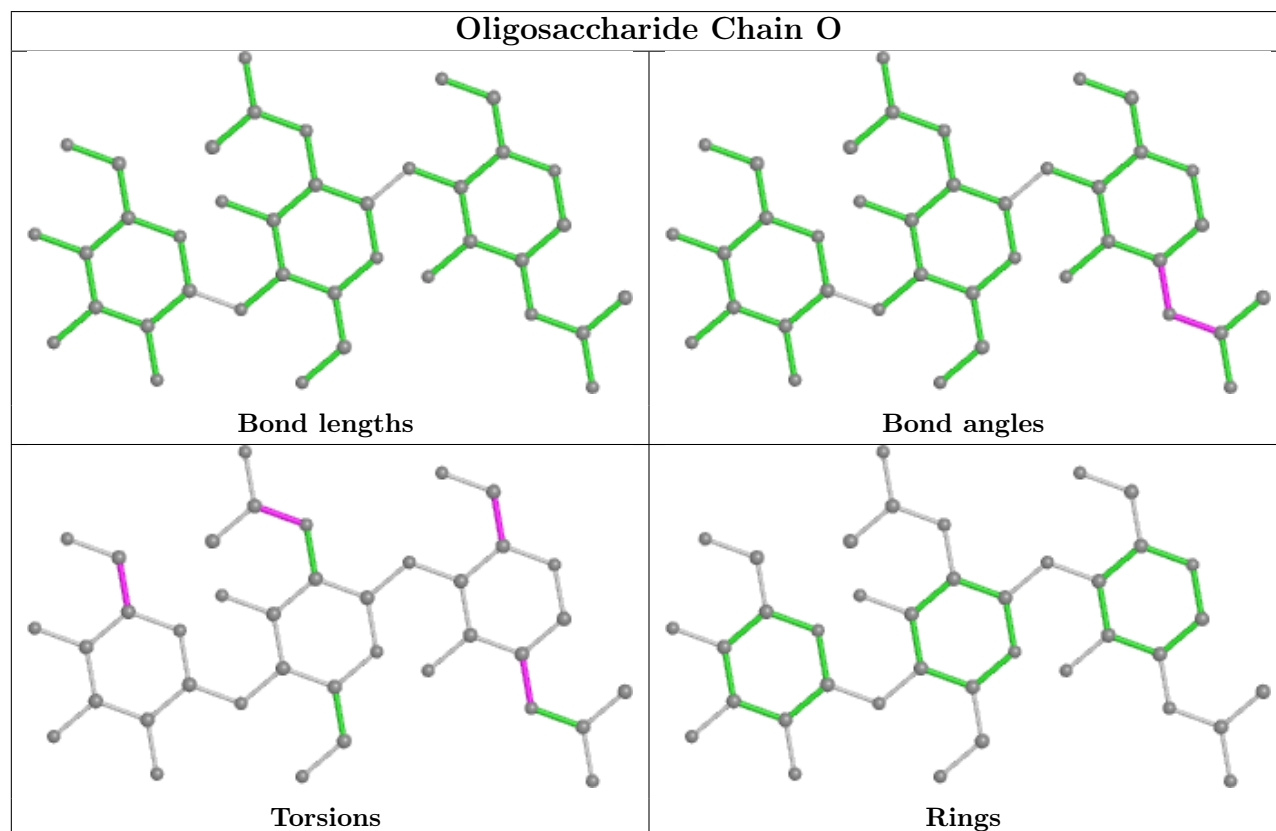 Oligosaccharide Chain O
Bond lengths
Bond angles
Torsions
Rings